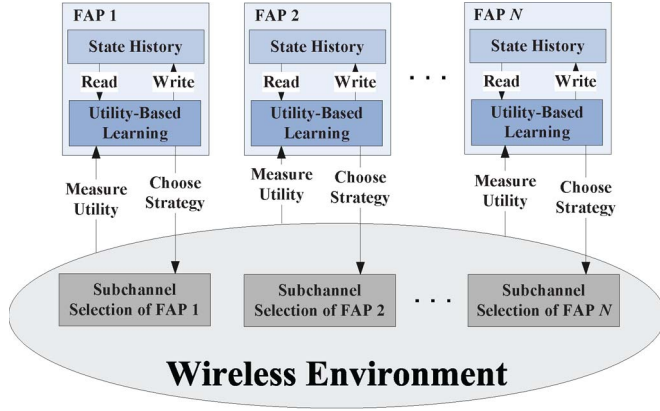 FAP 1
State History
Read
Write
Utility-Based
Learning
Measure
Utility
Choose
Strategy
Subchannel
Selection of FAP 1
FAP 2
State History
Read
Write
Utility-Based
Learning
Measure
Utility
Choose
Strategy
Subchannel
Selection of FAP 2
. . .
. . .
FAP N
State History
Read
Write
Utility-Based
Learning
Measure
Utility
Choose
Strategy
Subchannel
Selection of FAP N
Wireless Environment